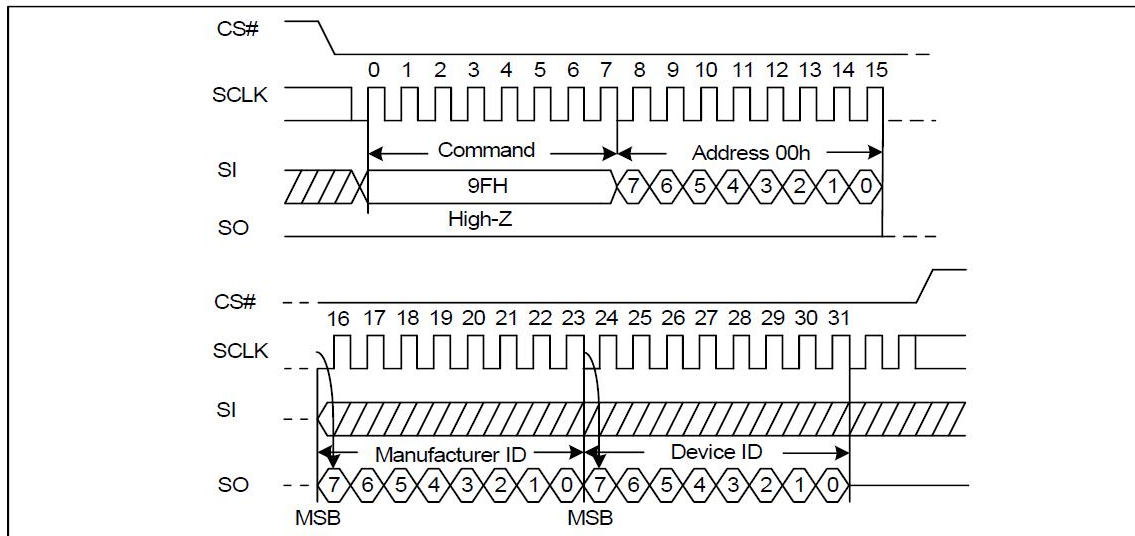 CS#
0 1 2 3 4 5 6 7 8 9 10 11 12 13 14 15
SCLK
Command Address 00h
SI
9FH 7 6 5 4 3 2 1 0
High-Z
SO
CS#
16 17 18 19 20 21 22 23 24 25 26 27 28 29 30 31
SCLK
SI
Manufacturer ID Device ID
SO 7 6 5 4 3 2 1 0 7 6 5 4 3 2 1 0
MSB MSB